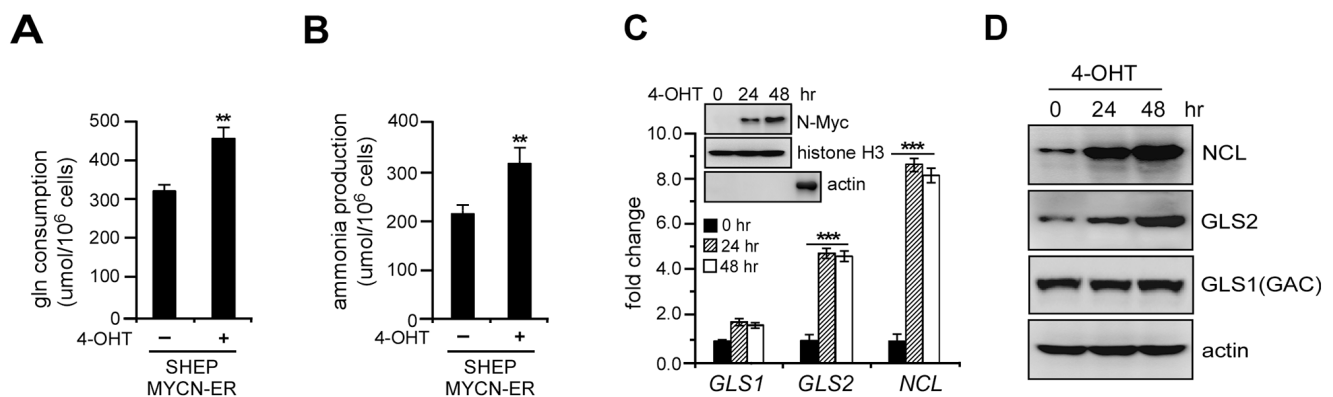 A
gln consumption
(umol/10⁶ cells)
500
400
300
200
100
0
**
4-OHT − +
SHEP
MYCN-ER
B
ammonia production
(umol/10⁶ cells)
400
300
200
100
0
**
4-OHT − +
SHEP
MYCN-ER
C
4-OHT 0 24 48 hr
N-Myc
histone H3
actin
fold change
10.0
8.0
6.0
4.0
2.0
0.0
0 hr
24 hr
48 hr
***
***
GLS1 GLS2 NCL
D
4-OHT
0 24 48 hr
NCL
GLS2
GLS1(GAC)
actin